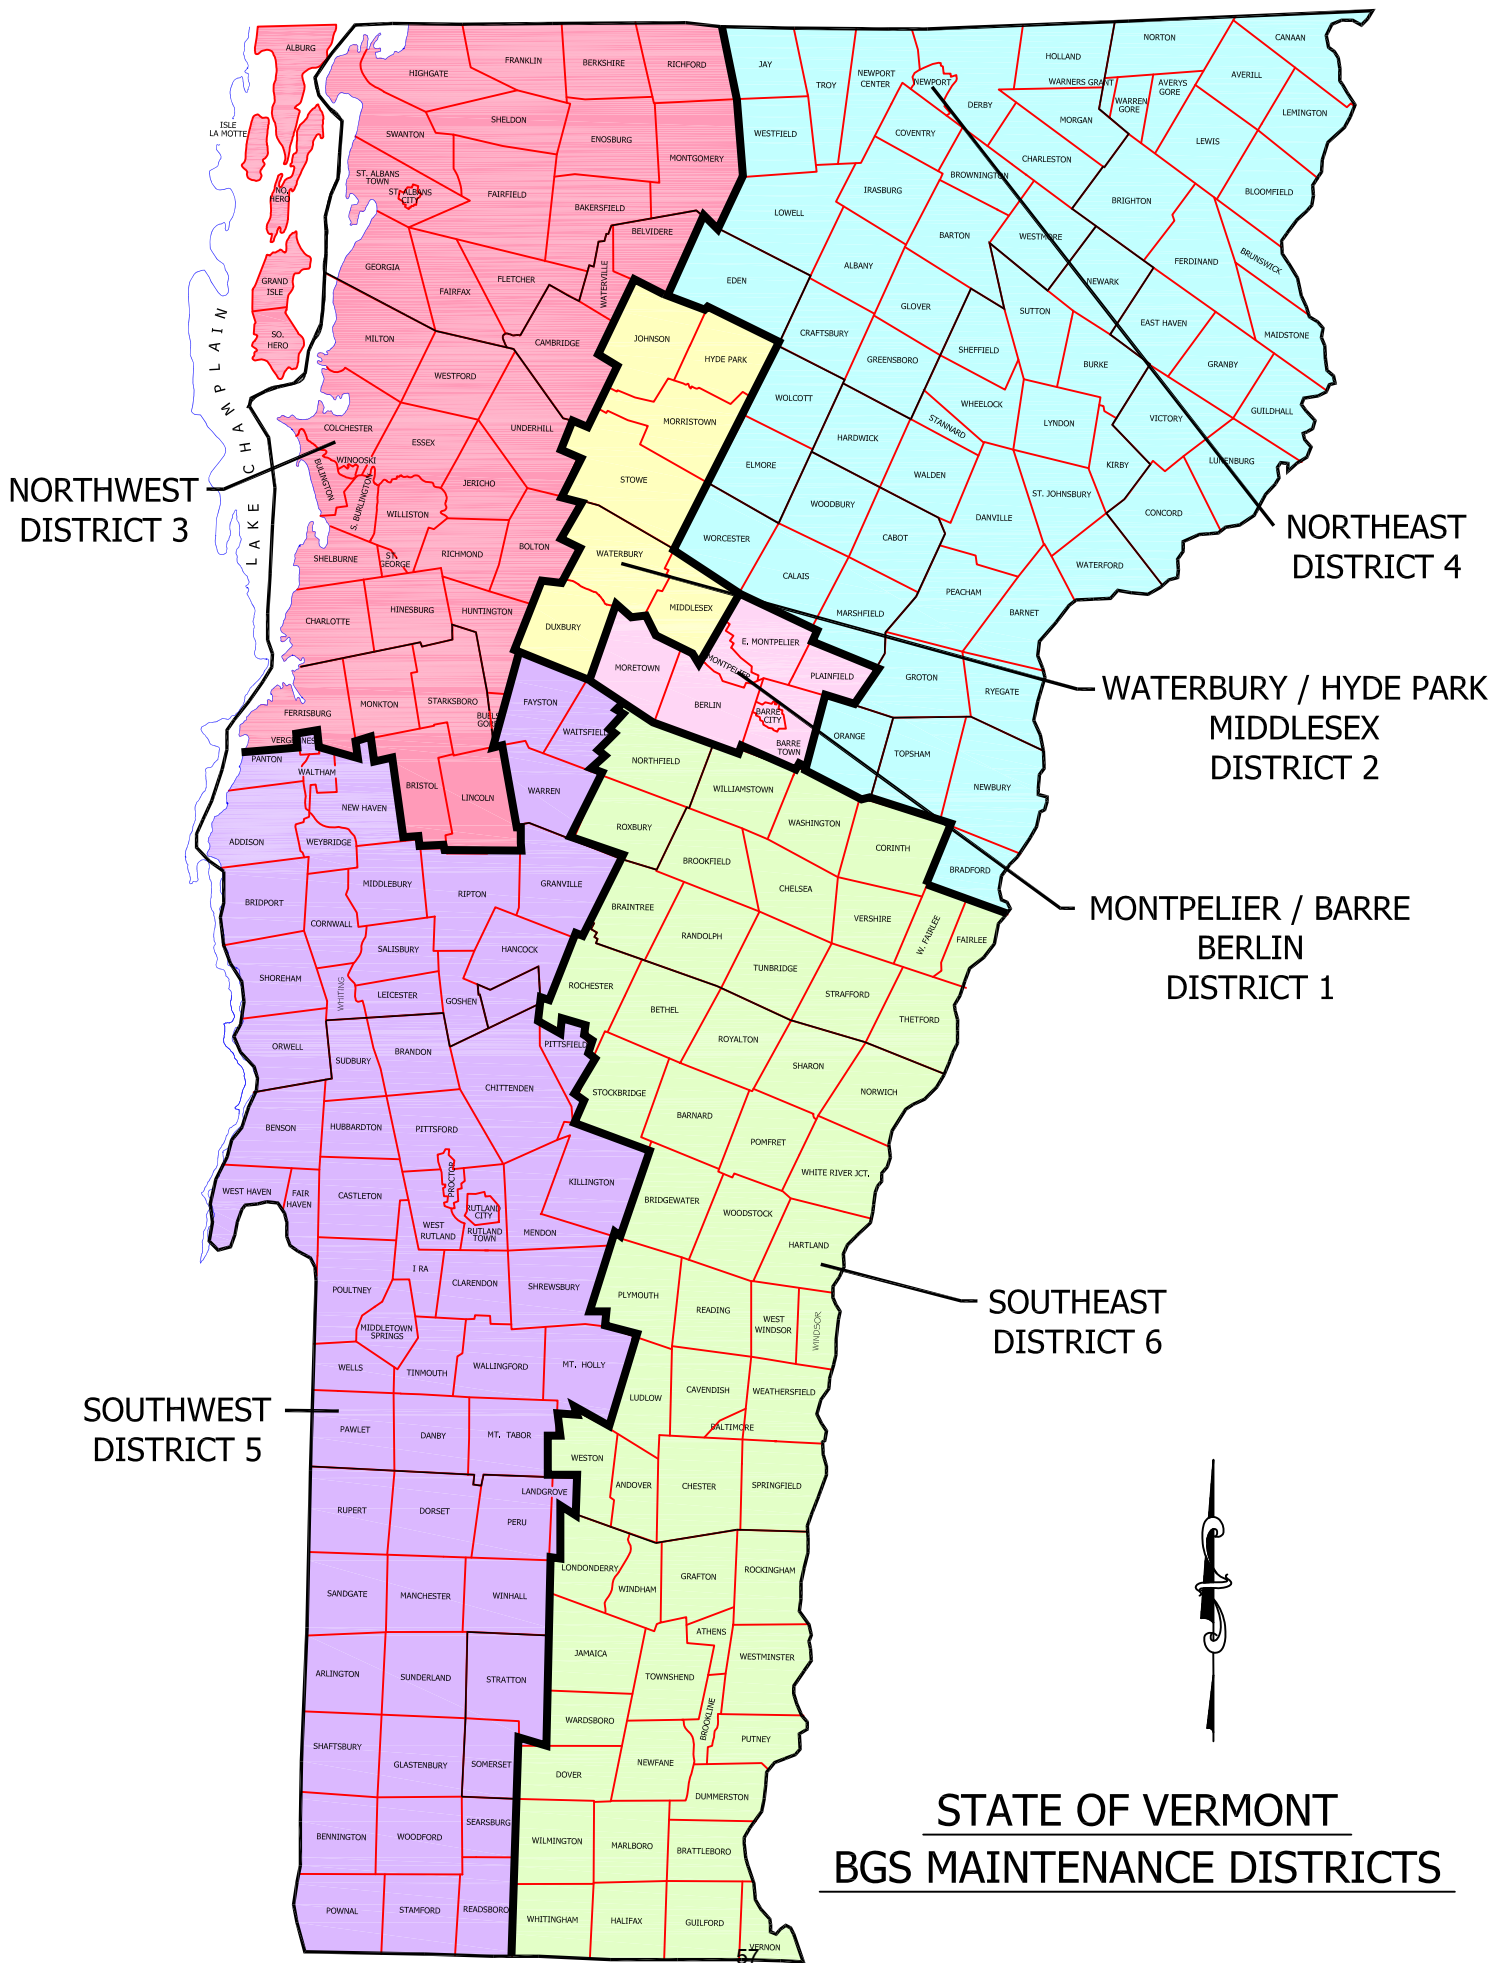 ALBURG
HIGHGATE
FRANKLIN
BERKSHIRE
RICHFORD
JAY
TROY
NEWPORT
CENTER
NEWPORT
DERBY
HOLLAND
WARNERS GRANT
NORTON
WARREN
GORE
AVERYS
GORE
AVERILL
CANAAN
LEMINGTON
ISLE
LA MOTTE
SWANTON
SHELDON
ENOSBURG
MONTGOMERY
WESTFIELD
COVENTRY
MORGAN
CHARLESTON
LEWIS
BLOOMFIELD
ST. ALBANS
TOWN
ST. ALBANS
CITY
FAIRFIELD
BAKERSFIELD
BELVIDERE
NO.
HERO
LOWELL
IRASBURG
BROWNINGTON
BRIGHTON
BARTON
WESTMORE
FERDINAND
BRUNSWICK
GRAND
ISLE
SO.
HERO
GEORGIA
FAIRFAX
FLETCHER
WATERVILLE
EDEN
ALBANY
GLOVER
NEWARK
SUTTON
EAST HAVEN
MAIDSTONE
MILTON
WESTFORD
CAMBRIDGE
JOHNSON
HYDE PARK
CRAFTSBURY
GREENSBORO
SHEFFIELD
BURKE
GRANBY
GUILDHALL
LAKE CHAMPLAIN
COLCHESTER
WINOOSKI
BULINGTON
S. BURLINGTON
ESSEX
UNDERHILL
JERICHO
MORRISTOWN
STOWE
WOLCOTT
HARDWICK
STANNARD
WHEELOCK
LYNDON
VICTORY
KIRBY
LUNENBURG
ELMORE
WALDEN
WOODBURY
ST. JOHNSBURY
CONCORD
NORTHWEST
DISTRICT 3
NORTHEAST
DISTRICT 4
WILLISTON
SHELBURNE
ST.
GEORGE
RICHMOND
BOLTON
WATERBURY
WORCESTER
CALAIS
CABOT
DANVILLE
WATERFORD
PEACHAM
BARNET
CHARLOTTE
HINESBURG
HUNTINGTON
DUXBURY
MIDDLESEX
MARSHFIELD
E. MONTPELIER
MONTPELIER
PLAINFIELD
MORETOWN
BERLIN
BARRE
CITY
BARRE
TOWN
GROTON
RYEGATE
WATERBURY / HYDE PARK
MIDDLESEX
DISTRICT 2
FERRISBURG
MONKTON
STARKSBORO
BUELS
GORE
FAYSTON
WAITSFIELD
ORANGE
TOPSHAM
NEWBURY
VERGENNES
PANTON
WALTHAM
NEW HAVEN
BRISTOL
LINCOLN
WARREN
NORTHFIELD
WILLIAMSTOWN
WASHINGTON
CORINTH
BRADFORD
ADDISON
WEYBRIDGE
ROXBURY
BROOKFIELD
CHELSEA
MIDDLEBURY
RIPTON
GRANVILLE
BRIDPORT
CORNWALL
SALISBURY
HANCOCK
BRAINTREE
RANDOLPH
VERSHIRE
W. FAIRLEE
FAIRLEE
MONTPELIER / BARRE
BERLIN
DISTRICT 1
SHOREHAM
WHITING
LEICESTER
GOSHEN
ROCHESTER
BETHEL
TUNBRIDGE
STRAFFORD
THETFORD
ORWELL
SUDBURY
BRANDON
CHITTENDEN
PITTSFIELD
ROYALTON
SHARON
NORWICH
STOCKBRIDGE
BARNARD
POMFRET
BENSON
HUBBARDTON
PITTSFORD
WHITE RIVER JCT.
WEST HAVEN
FAIR
HAVEN
CASTLETON
PROCTOR
RUTLAND
CITY
WEST
RUTLAND
RUTLAND
TOWN
MENDON
KILLINGTON
BRIDGEWATER
WOODSTOCK
HARTLAND
POULTNEY
I RA
CLARENDON
SHREWSBURY
PLYMOUTH
READING
WEST
WINDSOR
WINDSOR
SOUTHEAST
DISTRICT 6
MIDDLETOWN
SPRINGS
WELLS
TINMOUTH
WALLINGFORD
MT. HOLLY
LUDLOW
CAVENDISH
WEATHERSFIELD
BALTIMORE
SOUTHWEST
DISTRICT 5
PAWLET
DANBY
MT. TABOR
WESTON
ANDOVER
CHESTER
SPRINGFIELD
LANDGROVE
RUPERT
DORSET
PERU
LONDONDERRY
WINDHAM
GRAFTON
ROCKINGHAM
SANDGATE
MANCHESTER
WINHALL
ATHENS
JAMAICA
TOWNSHEND
WESTMINSTER
ARLINGTON
SUNDERLAND
STRATTON
WARDSBORO
BROOKLINE
PUTNEY
SHAFTSBURY
GLASTENBURY
SOMERSET
DOVER
NEWFANE
DUMMERSTON
BENNINGTON
WOODFORD
SEARSBURG
WILMINGTON
MARLBORO
BRATTLEBORO
POWNAL
STAMFORD
READSBORO
WHITINGHAM
HALIFAX
GUILFORD
VERNON
STATE OF VERMONT
BGS MAINTENANCE DISTRICTS
57